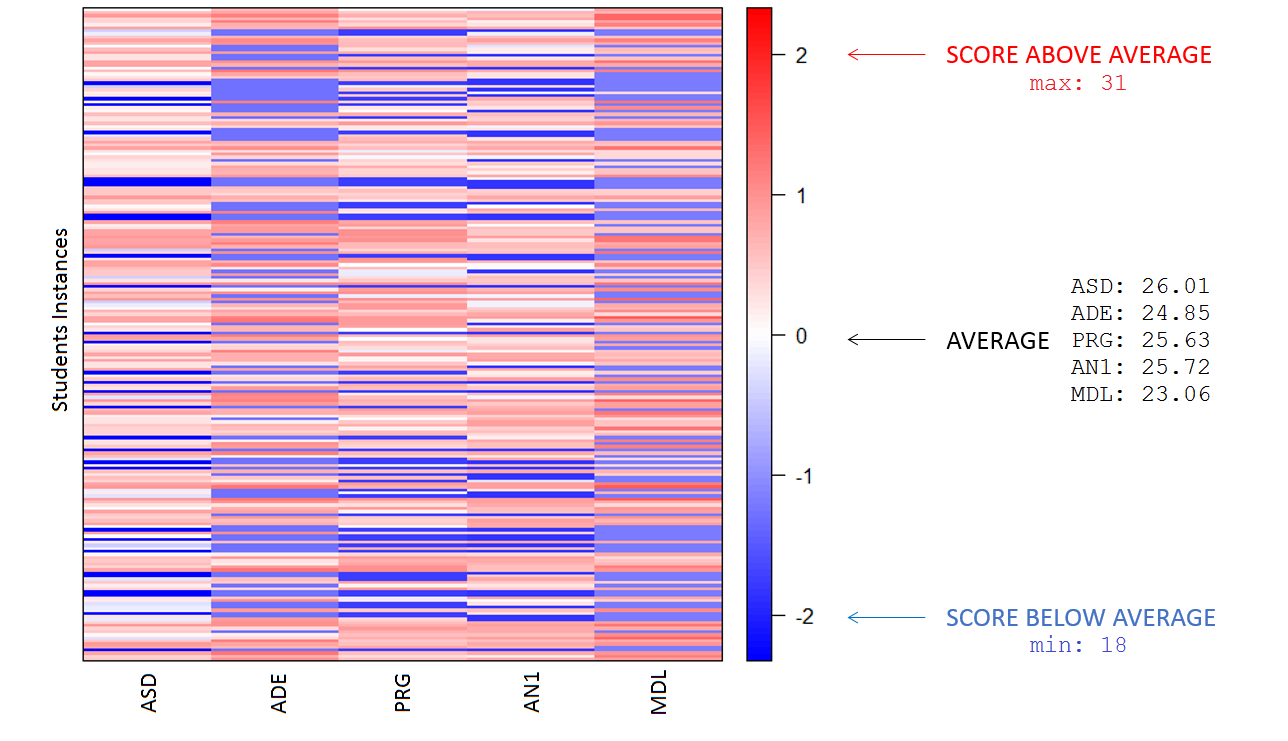 Students Instances
ASD
ADE
PRG
AN1
MDL
2
1
0
-1
-2
SCORE ABOVE AVERAGE
max: 31
AVERAGE
ASD: 26.01
ADE: 24.85
PRG: 25.63
AN1: 25.72
MDL: 23.06
SCORE BELOW AVERAGE
min: 18